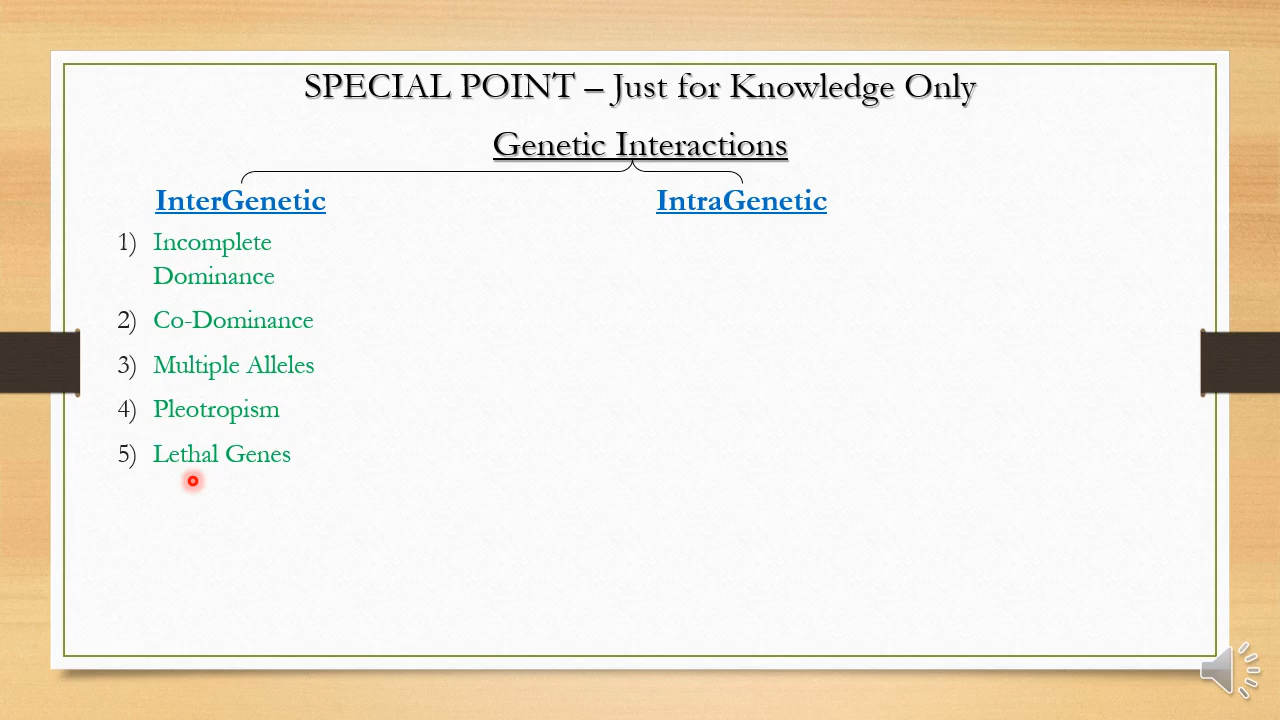 SPECIAL POINT – Just for Knowledge Only
Genetic Interactions
InterGenetic
IntraGenetic
1) Incomplete
Dominance
2) Co-Dominance
3) Multiple Alleles
4) Pleotropism
5) Lethal Genes